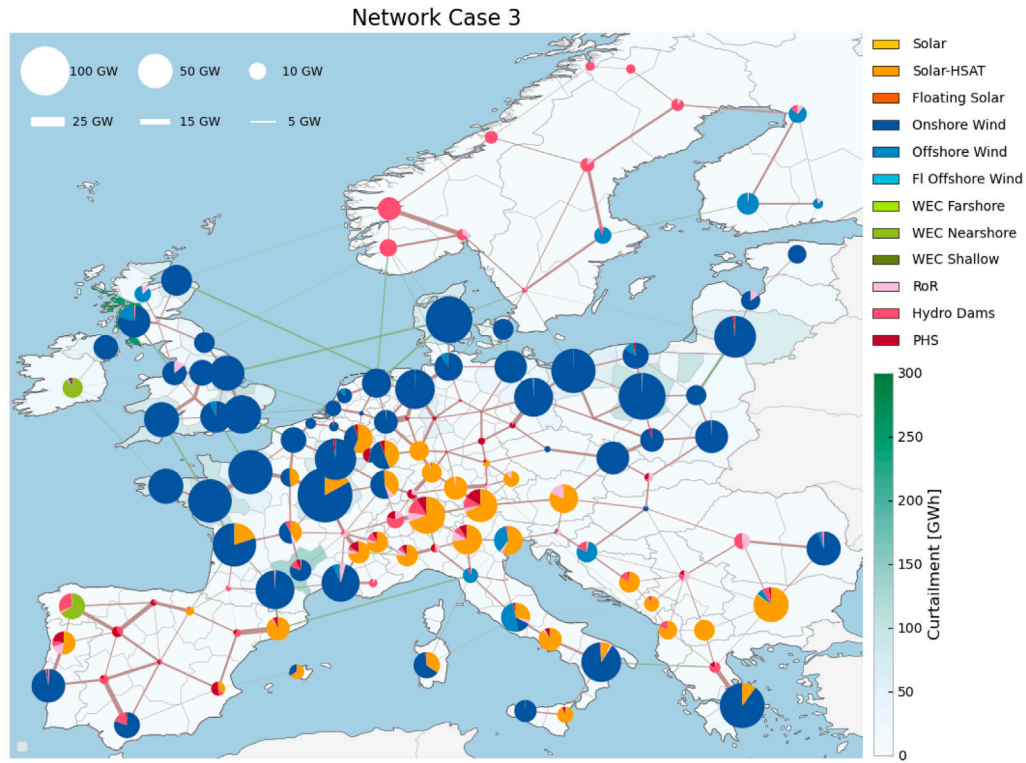 Network Case 3
100 GW
50 GW
10 GW
25 GW
15 GW
5 GW
Solar
Solar-HSAT
Floating Solar
Onshore Wind
Offshore Wind
Fl Offshore Wind
WEC Farshore
WEC Nearshore
WEC Shallow
RoR
Hydro Dams
PHS
300
250
200
150
100
50
0
Curtailment [GWh]